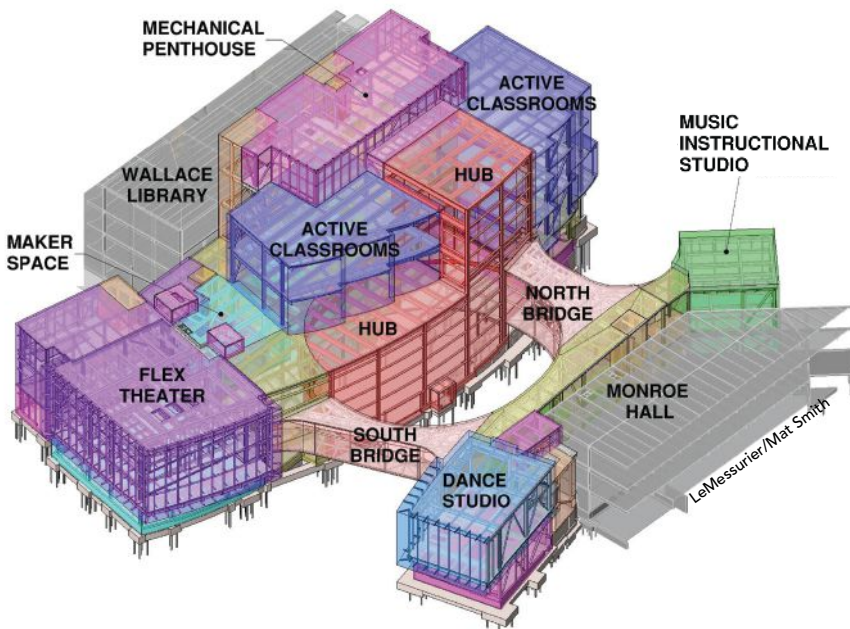 MECHANICAL
PENTHOUSE
ACTIVE
CLASSROOMS
MUSIC
INSTRUCTIONAL
STUDIO
HUB
WALLACE
LIBRARY
ACTIVE
CLASSROOMS
MAKER
SPACE
NORTH
BRIDGE
HUB
FLEX
THEATER
MONROE
HALL
SOUTH
BRIDGE
DANCE
STUDIO
LeMessurier/Mat Smith